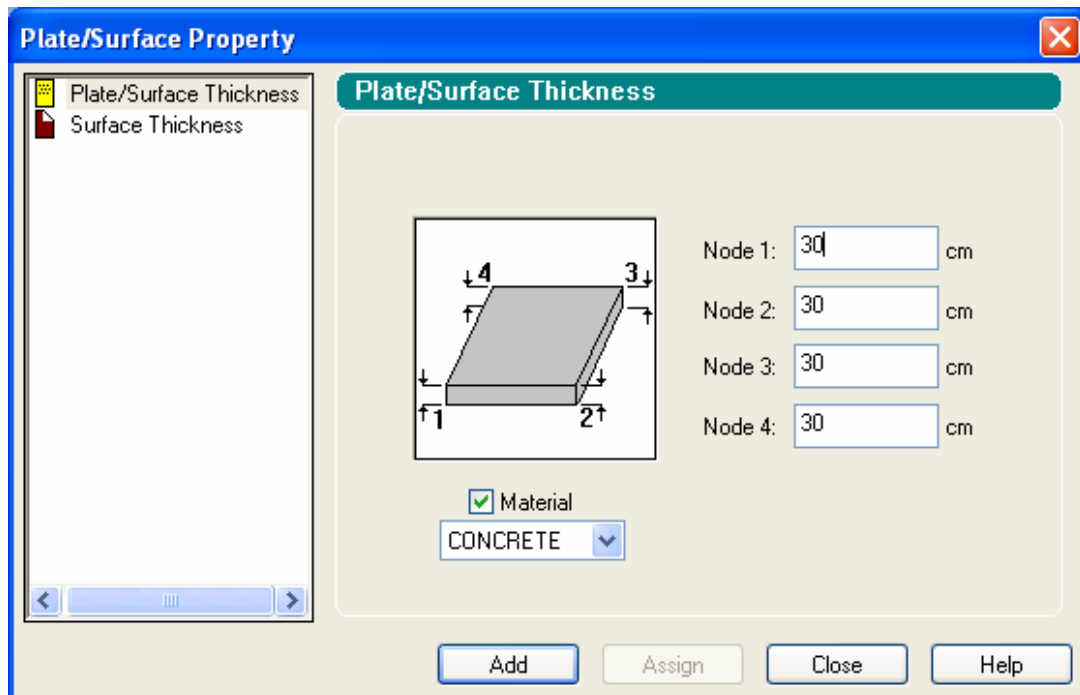 Plate/Surface Property
Plate/Surface Thickness
Surface Thickness
Plate/Surface Thickness
4 3
1 2
Node 1: 30 cm
Node 2: 30 cm
Node 3: 30 cm
Node 4: 30 cm
Material
CONCRETE
Add Assign Close Help